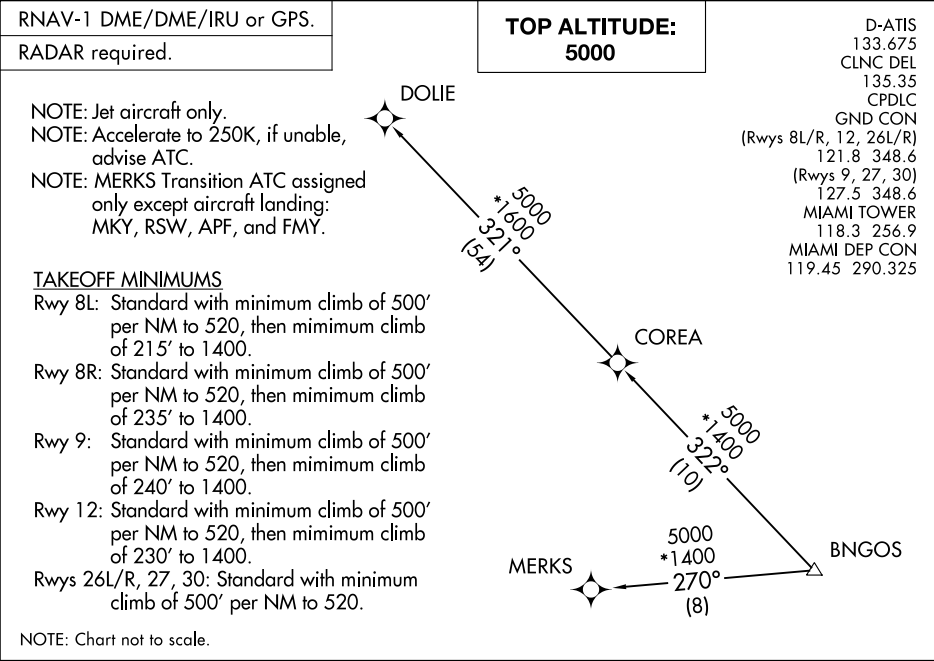 RNAV-1 DME/DME/IRU or GPS.
RADAR required.
TOP ALTITUDE:
5000
D-ATIS
133.675
CLNC DEL
135.35
CPDLC
GND CON
(Rwys 8L/R, 12, 26L/R)
121.8 348.6
(Rwys 9, 27, 30)
127.5 348.6
MIAMI TOWER
118.3 256.9
MIAMI DEP CON
119.45 290.325
NOTE: Jet aircraft only.
NOTE: Accelerate to 250K, if unable,
advise ATC.
NOTE: MERKS Transition ATC assigned
only except aircraft landing:
MKY, RSW, APF, and FMY.
TAKEOFF MINIMUMS
Rwy 8L: Standard with minimum climb of 500'
per NM to 520, then mimimum climb
of 215' to 1400.
Rwy 8R: Standard with minimum climb of 500'
per NM to 520, then mimimum climb
of 235' to 1400.
Rwy 9: Standard with minimum climb of 500'
per NM to 520, then mimimum climb
of 240' to 1400.
Rwy 12: Standard with minimum climb of 500'
per NM to 520, then mimimum climb
of 230' to 1400.
Rwys 26L/R, 27, 30: Standard with minimum
climb of 500' per NM to 520.
NOTE: Chart not to scale.
DOLIE
5000
*1600
321°
(54)
COREA
5000
*1400
322°
(10)
BNGOS
5000
*1400
270°
(8)
MERKS